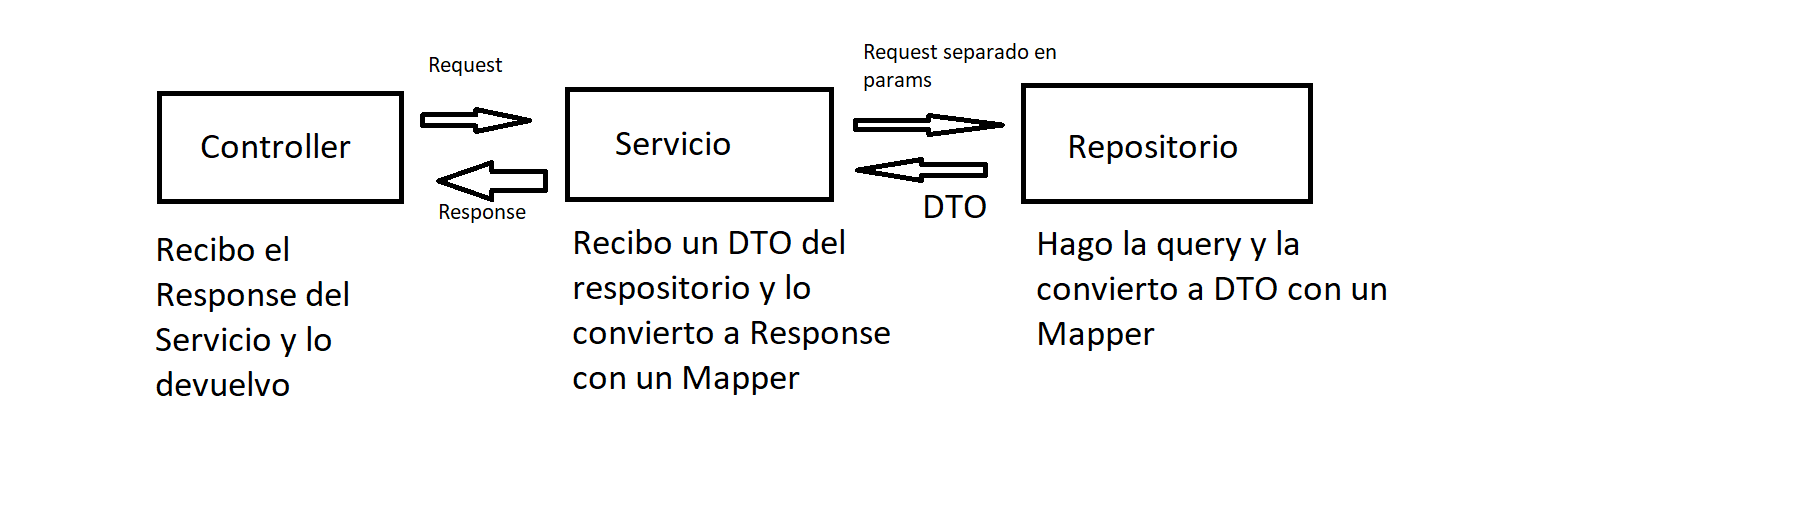 Request
Request separado en
params
Controller
Servicio
Repositorio
Response
DTO
Recibo el
Response del
Servicio y lo
devuelvo
Recibo un DTO del
respositorio y lo
convierto a Response
con un Mapper
Hago la query y la
convierto a DTO con un
Mapper